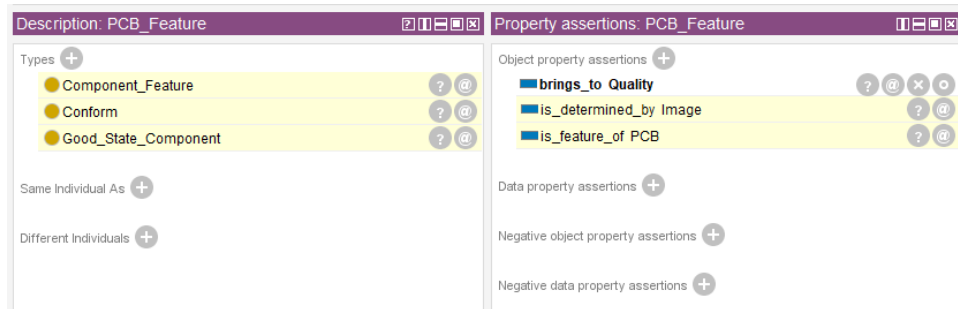 Description: PCB_Feature
Types
Component_Feature
Conform
Good_State_Component
Same Individual As
Different Individuals
Property assertions: PCB_Feature
Object property assertions
brings_to Quality
is_determined_by Image
is_feature_of PCB
Data property assertions
Negative object property assertions
Negative data property assertions